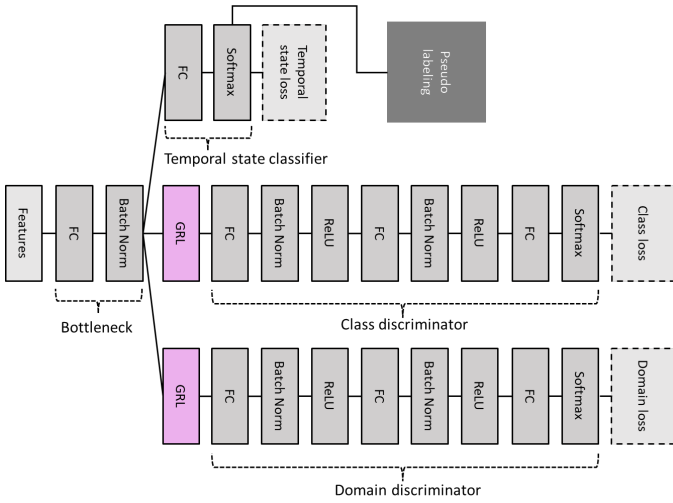 FC
Softmax
Temporal
state loss
Pseudo
labeling
Temporal state classifier
Features
FC
Batch Norm
GRL
FC
Batch Norm
ReLU
FC
Batch Norm
ReLU
FC
Softmax
Class loss
Bottleneck
Class discriminator
GRL
FC
Batch Norm
ReLU
FC
Batch Norm
ReLU
FC
Softmax
Domain loss
Domain discriminator